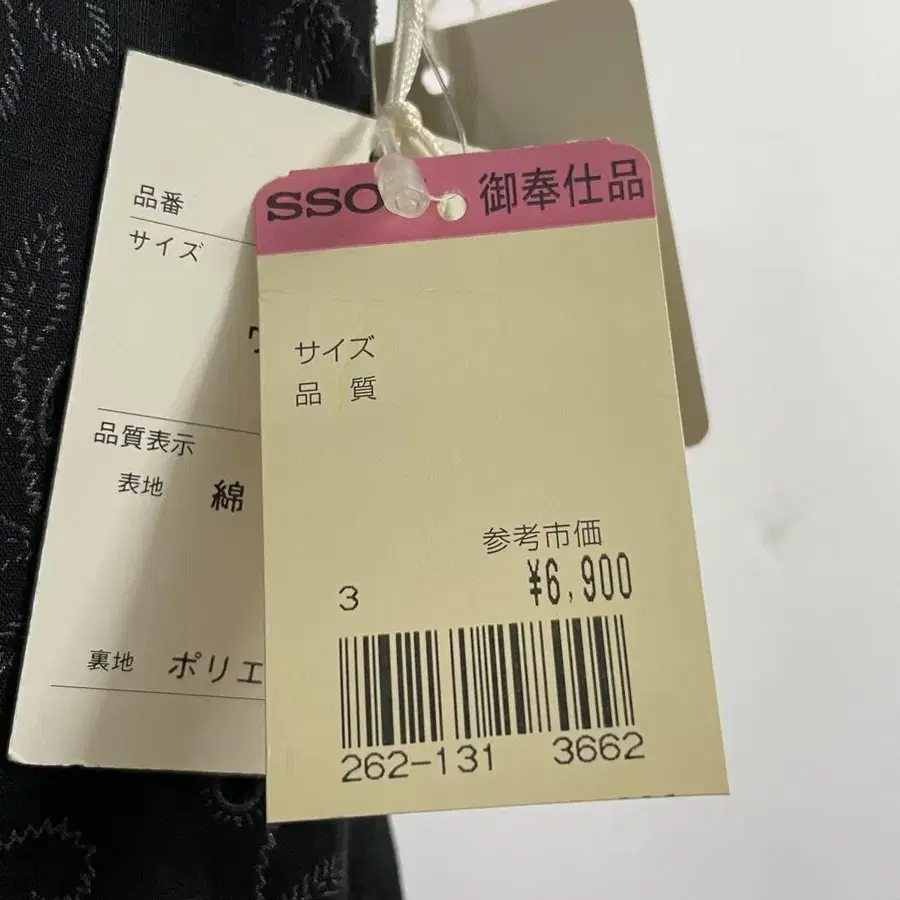 品番
サイズ
品質表示
表地 綿
裏地 ポリエ
SSO
御奉仕品
サイズ
品質
参考市価
¥6,900
3
262-131 3662